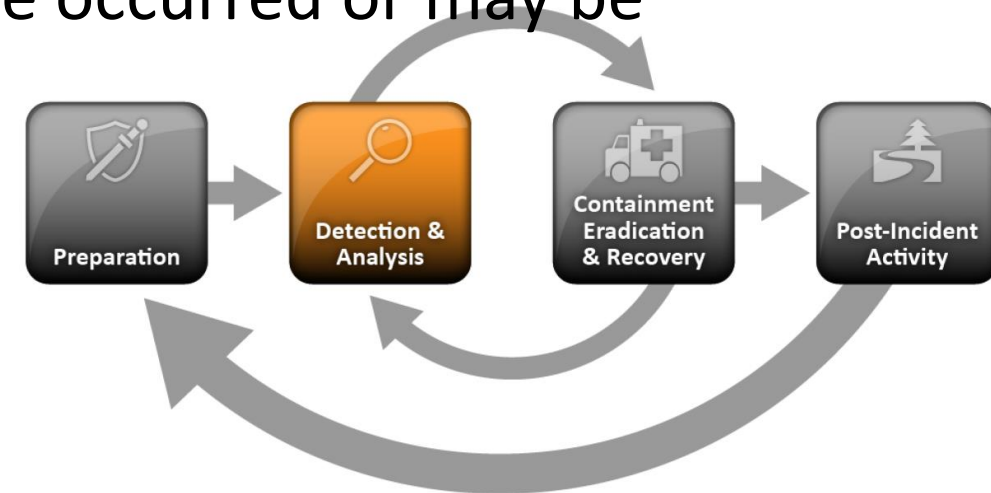 e occurred or may be
Preparation
Detection &
Analysis
Containment
Eradication
& Recovery
Post-Incident
Activity